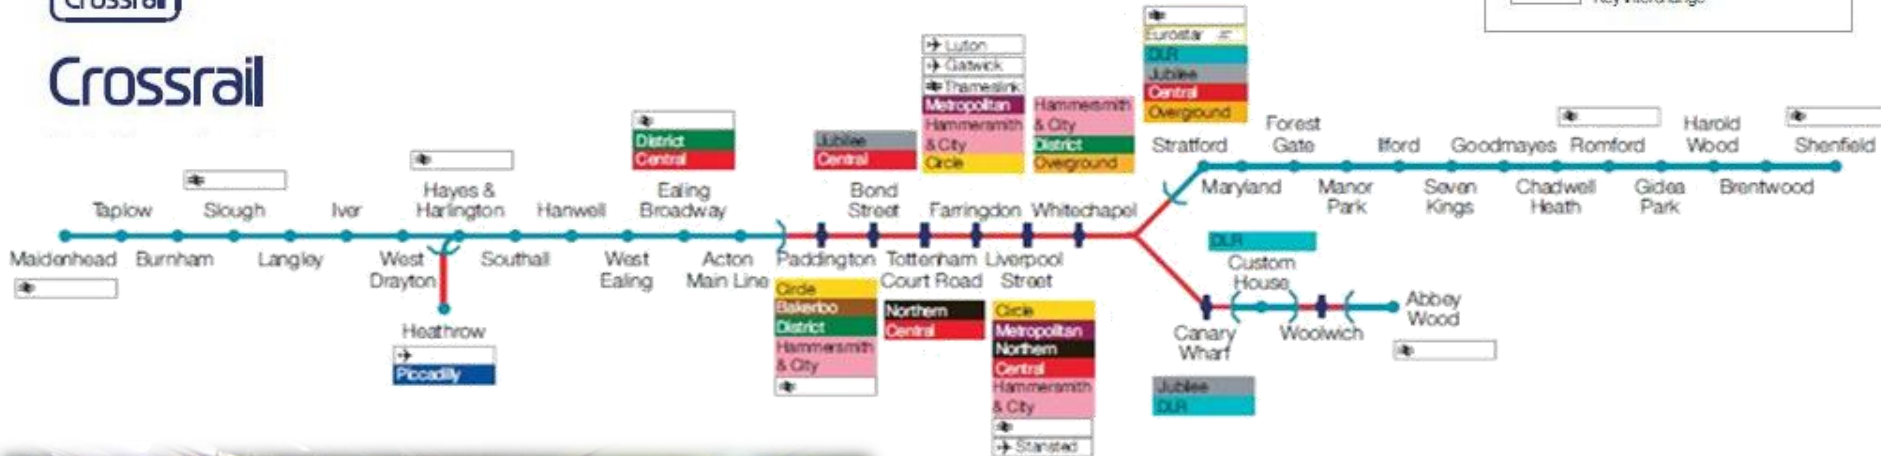 Crossrail
Crossrail
Key Interchange
Luton
Gatwick
Thameslink
Metropolitan
Hammersmith
& City
Circle
Hammersmith
& City
District
Overground
Eurostar
DLR
Jubilee
Central
Overground
District
Central
Jubilee
Central
Taplow
Slough
Iver
Hayes &
Harlington
Hanwell
Ealing
Broadway
Bond
Street
Farringdon
Whitechapel
Stratford
Forest
Gate
Ilford
Goodmayes
Romford
Harold
Wood
Shenfield
Maryland
Manor
Park
Seven
Kings
Chadwell
Heath
Gidea
Park
Brentwood
Maidenhead
Burnham
Langley
West
Drayton
Southall
West
Ealing
Acton
Main Line
Paddington
Tottenham
Court Road
Liverpool
Street
Heathrow
Piccadilly
Circle
Bakerloo
District
Hammersmith
& City
Northern
Central
Circle
Metropolitan
Northern
Central
Hammersmith
& City
Stansted
DLR
Custom
House
Canary
Wharf
Woolwich
Abbey
Wood
Jubilee
DLR